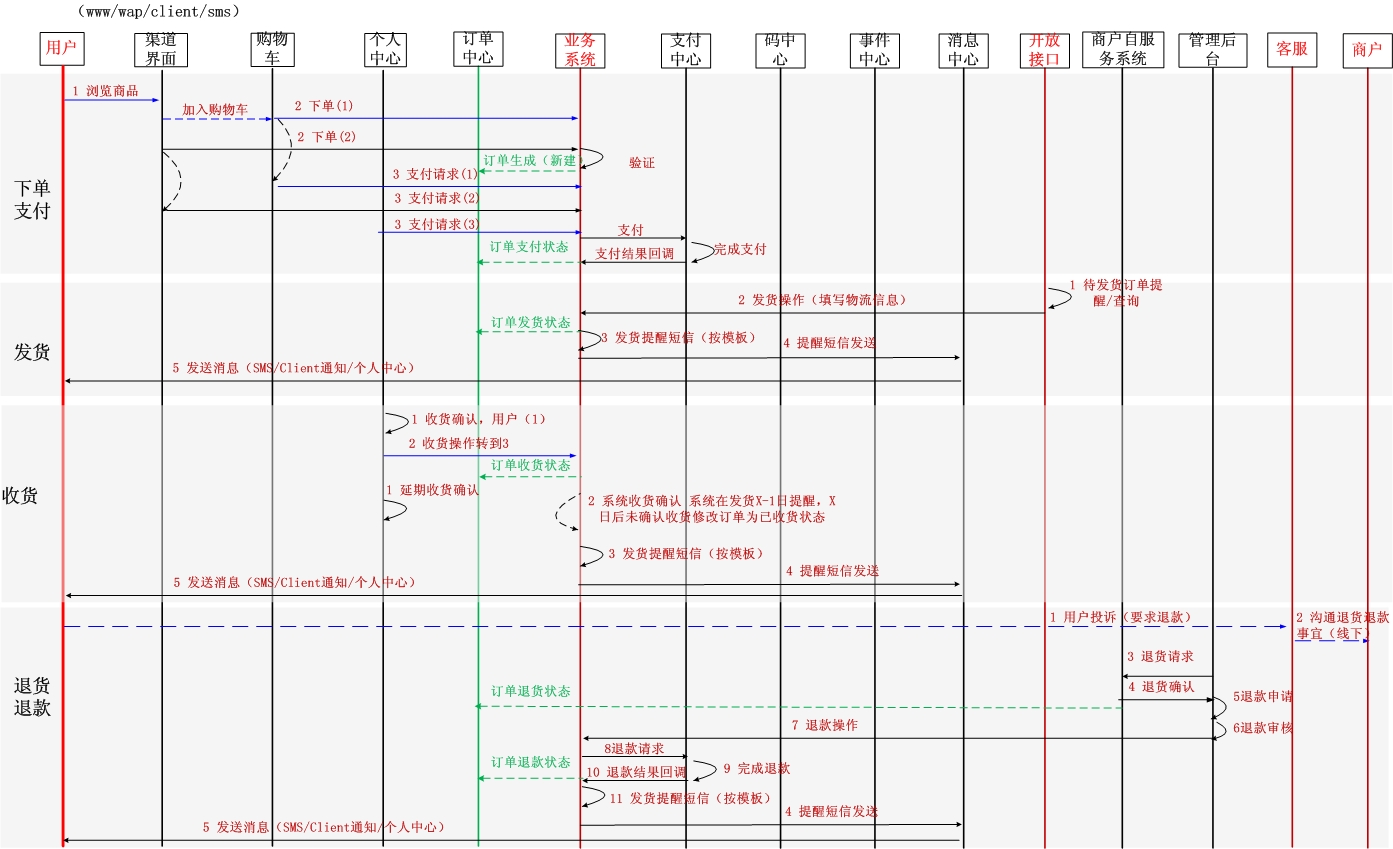 （www/wap/client/sms）
用户
渠道
界面
购物
车
个人
中心
订单
中心
业务
系统
支付
中心
码中
心
事件
中心
消息
中心
开放
接口
商户自服
务系统
管理后
台
客服
商户
下单
支付
1 浏览商品
加入购物车
2 下单(1)
2 下单(2)
订单生成（新建）
验证
3 支付请求(1)
3 支付请求(2)
3 支付请求(3)
支付
订单支付状态
支付结果回调
完成支付
发货
1 待发货订单提
醒/查询
2 发货操作（填写物流信息）
订单发货状态
3 发货提醒短信（按模板）
4 提醒短信发送
5 发送消息（SMS/Client通知/个人中心）
收货
1 收货确认，用户（1）
2 收货操作转到3
订单收货状态
1 延期收货确认
2 系统收货确认 系统在发货X-1日提醒，X
日后未确认收货修改订单为已收货状态
3 发货提醒短信（按模板）
4 提醒短信发送
5 发送消息（SMS/Client通知/个人中心）
退货
退款
1 用户投诉（要求退款）
2 沟通退货退款
事宜（线下）
3 退货请求
4 退货确认
订单退货状态
5退款申请
6退款审核
7 退款操作
8退款请求
订单退款状态
9 完成退款
10 退款结果回调
11 发货提醒短信（按模板）
4 提醒短信发送
5 发送消息（SMS/Client通知/个人中心）